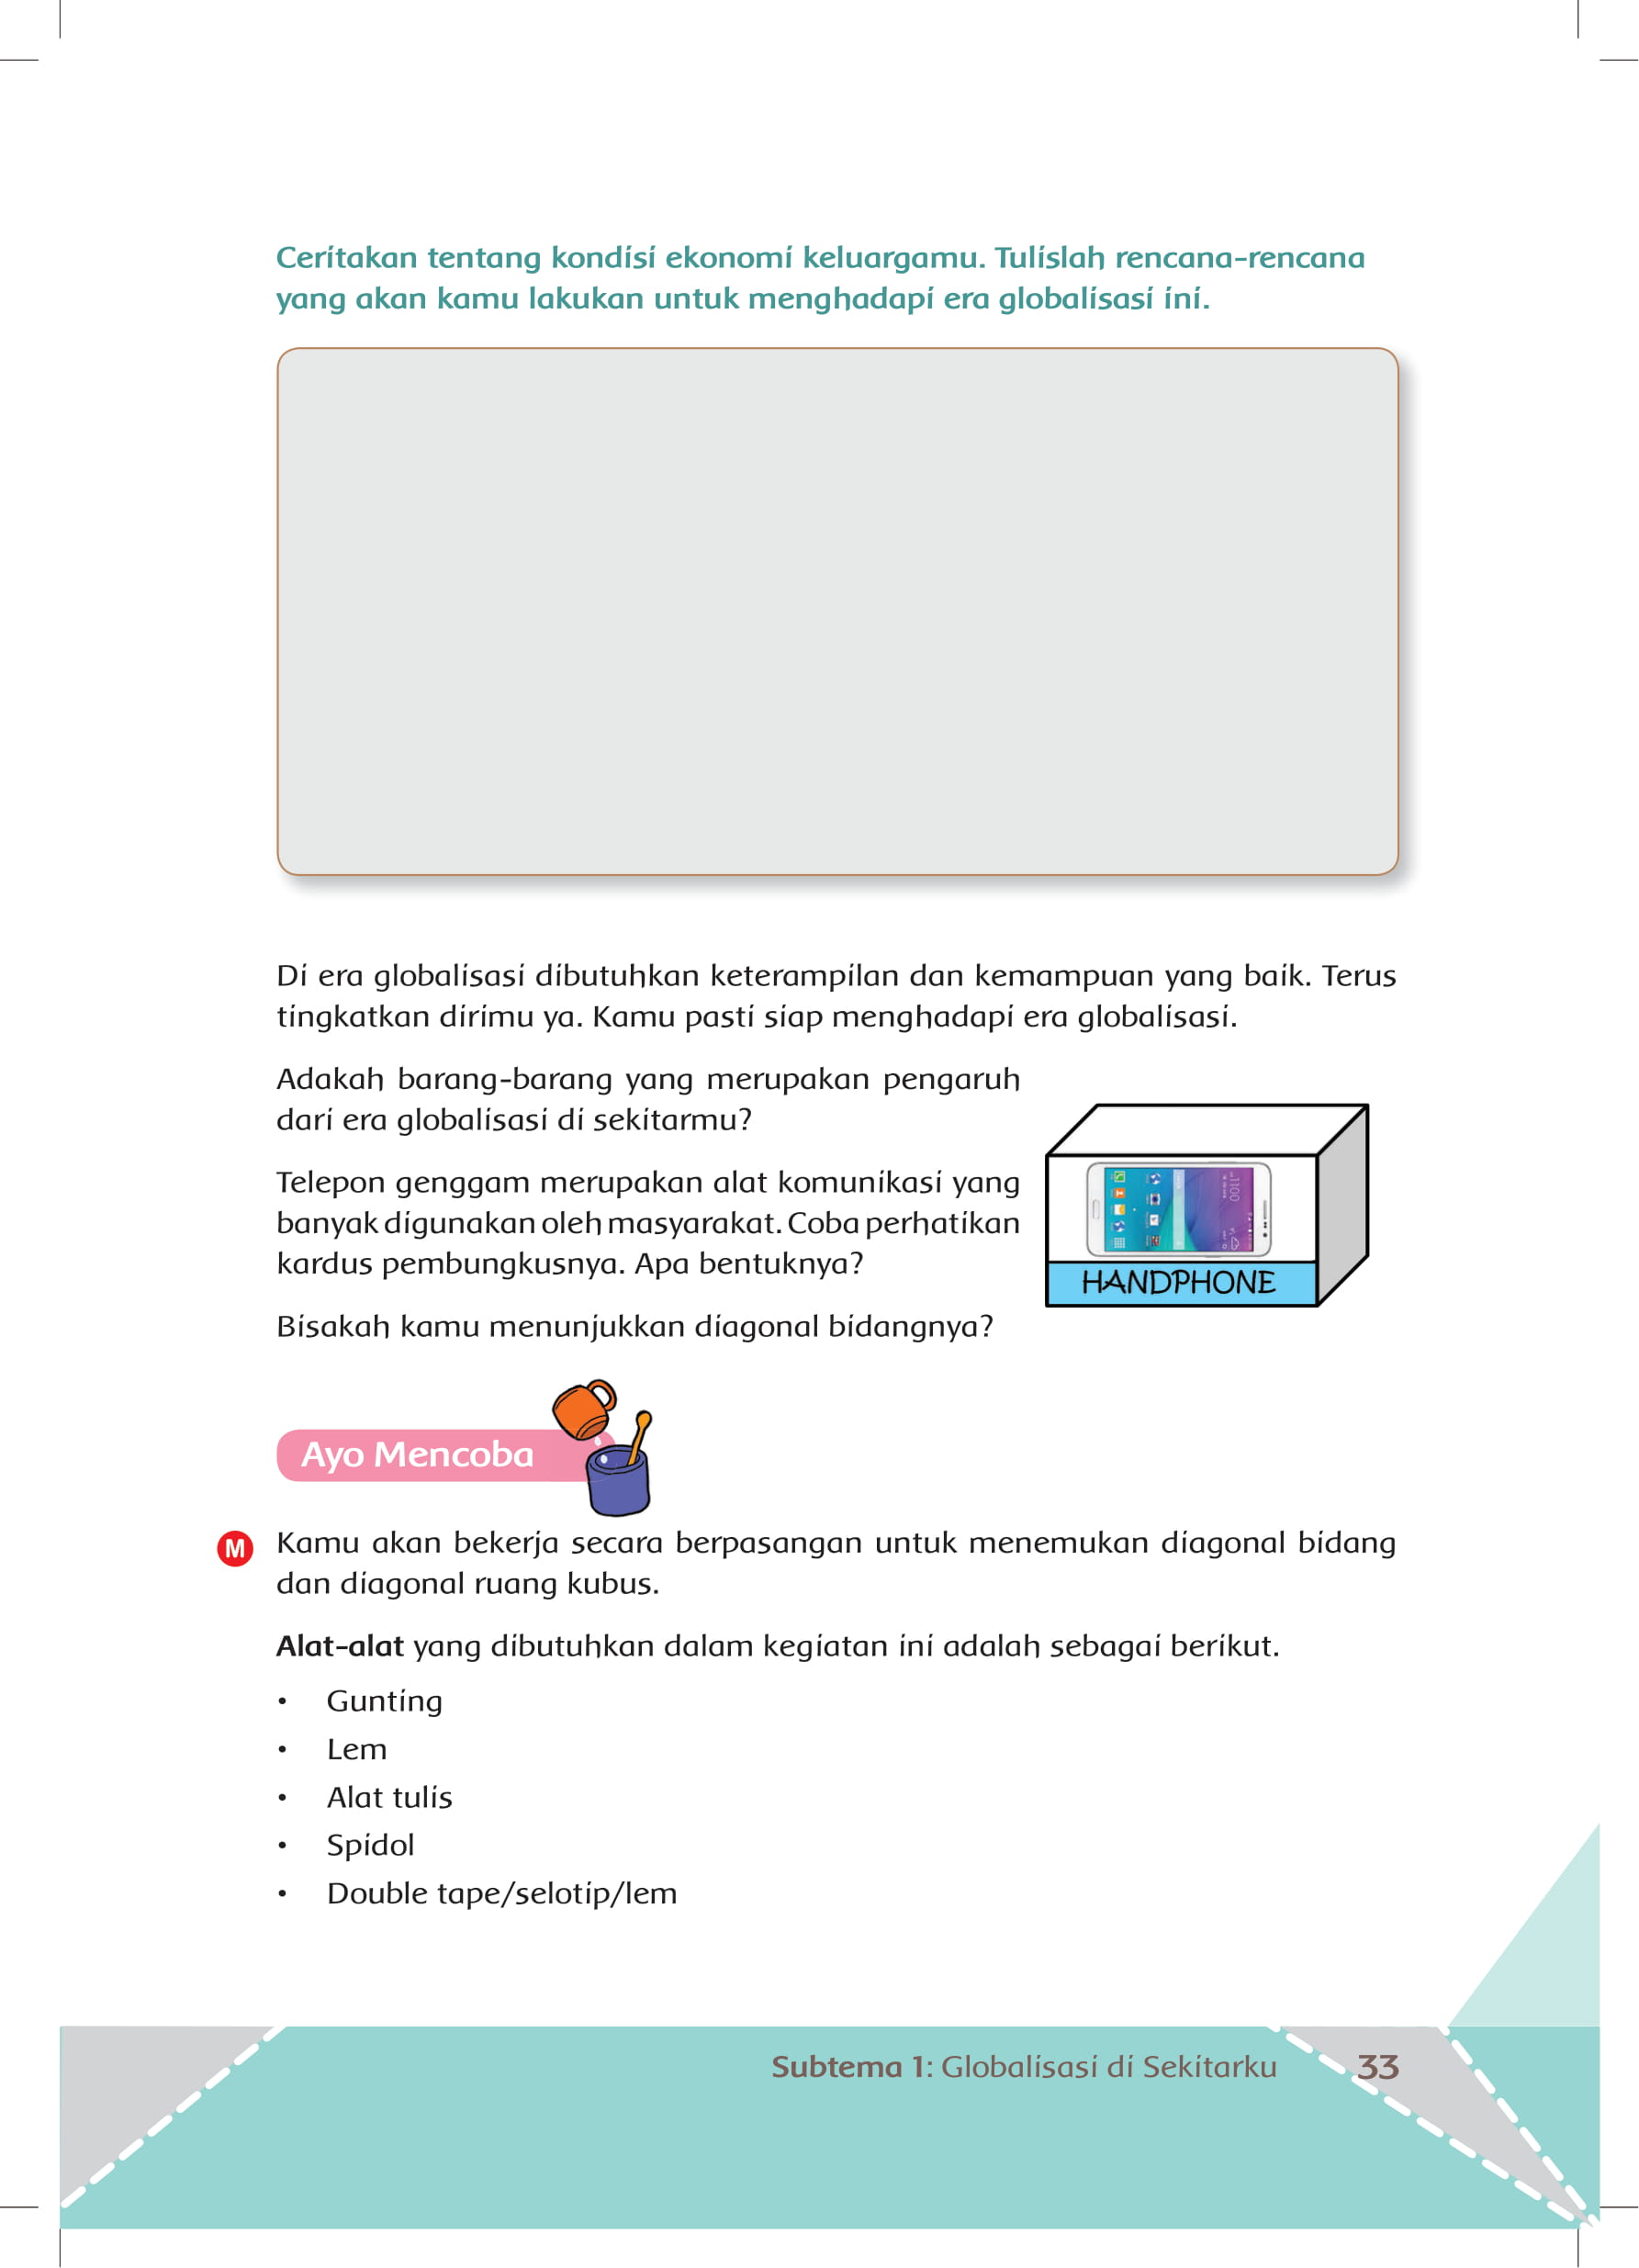 Ceritakan tentang kondisi ekonomi keluargamu. Tulislah rencana-rencana
yang akan kamu lakukan untuk menghadapi era globalisasi ini.
Di era globalisasi dibutuhkan keterampilan dan kemampuan yang baik. Terus
tingkatkan dirimu ya. Kamu pasti siap menghadapi era globalisasi.
Adakah barang-barang yang merupakan pengaruh
dari era globalisasi di sekitarmu?
Telepon genggam merupakan alat komunikasi yang
banyak digunakan oleh masyarakat. Coba perhatikan
kardus pembungkusnya. Apa bentuknya?
Bisakah kamu menunjukkan diagonal bidangnya?
HANDPHONE
Ayo Mencoba
M Kamu akan bekerja secara berpasangan untuk menemukan diagonal bidang
dan diagonal ruang kubus.
Alat-alat yang dibutuhkan dalam kegiatan ini adalah sebagai berikut.
• Gunting
• Lem
• Alat tulis
• Spidol
• Double tape/selotip/lem
Subtema 1: Globalisasi di Sekitarku 33